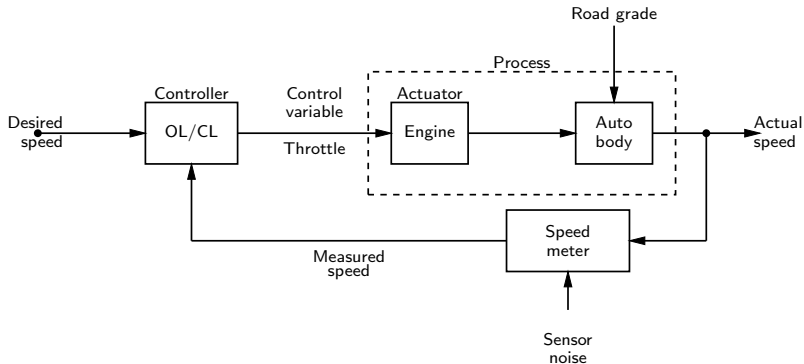 Road grade
Process
Controller
Control
variable
Actuator
Desired
speed
OL/CL
Throttle
Engine
Auto
body
Actual
speed
Speed
meter
Measured
speed
Sensor
noise